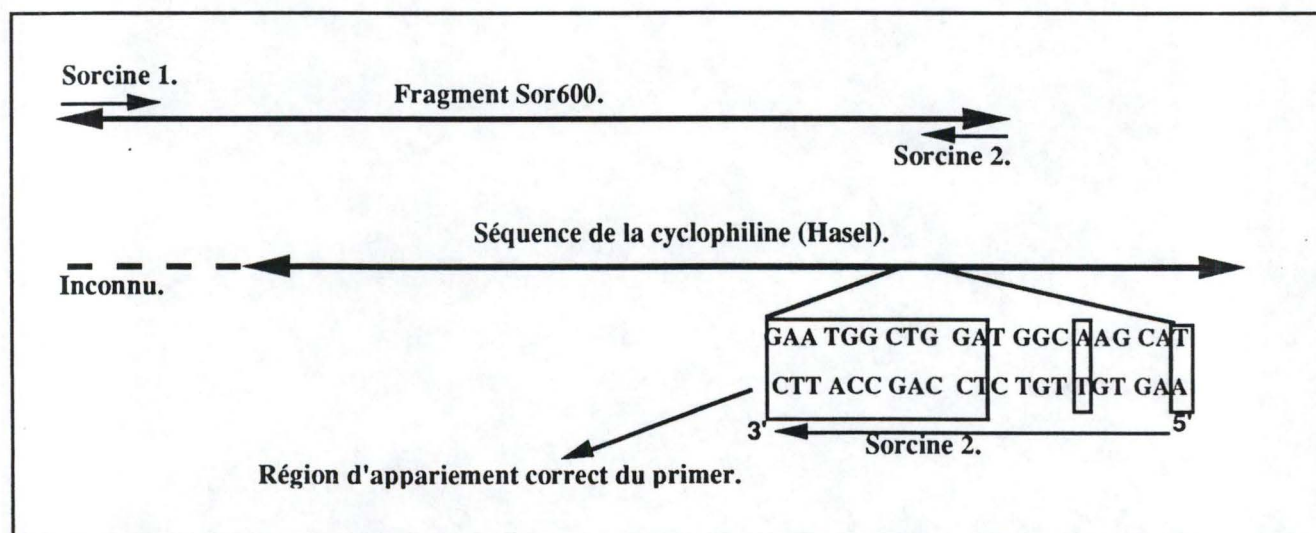 Sorcine 1.
Fragment Sor600.
Sorcine 2.
Séquence de la cyclophiline (Hasel).
Inconnu.
GAA TGG CTG GAT GGC AAG CAT
CTT ACC GAC CTC TGT TGT GAA
3' 5'
Sorcine 2.
Région d'appariement correct du primer.